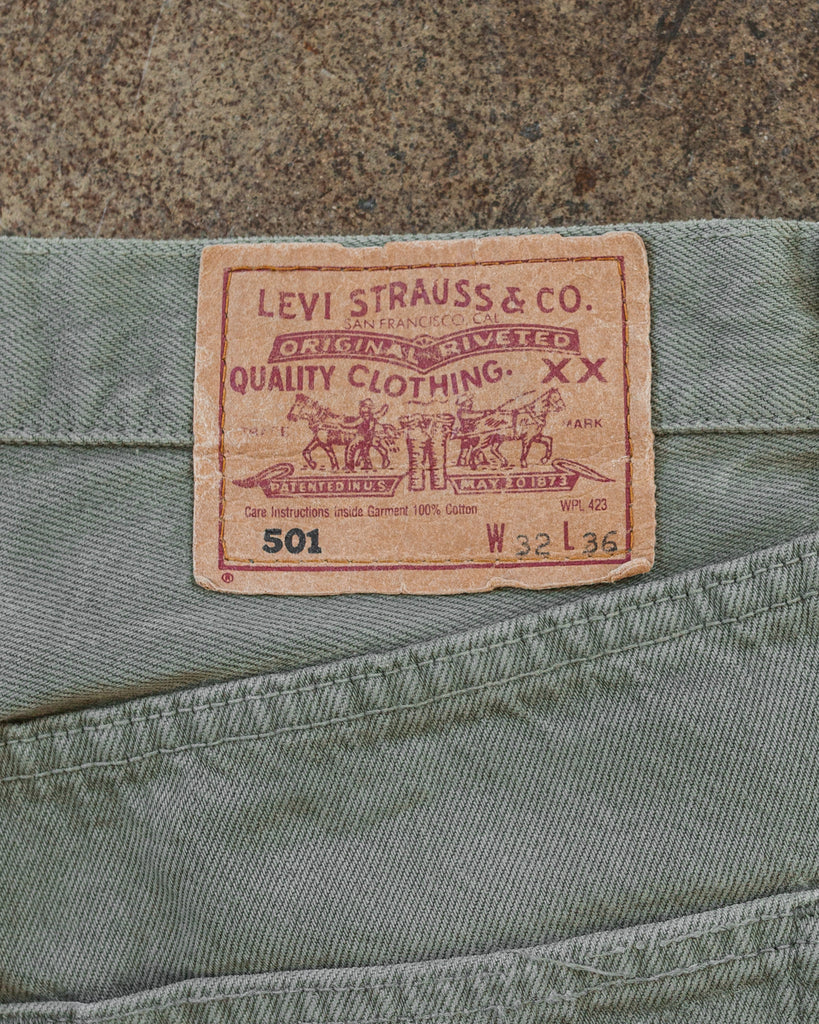 LEVI STRAUSS & CO.
SAN FRANCISCO, CAL
ORIGINAL RIVETED
QUALITY CLOTHING. XX
TRADE MARK
PATENTED IN U.S. MAY 20 1873
Care Instructions Inside Garment 100% Cotton WPL 423
501 W 32 L 36
®